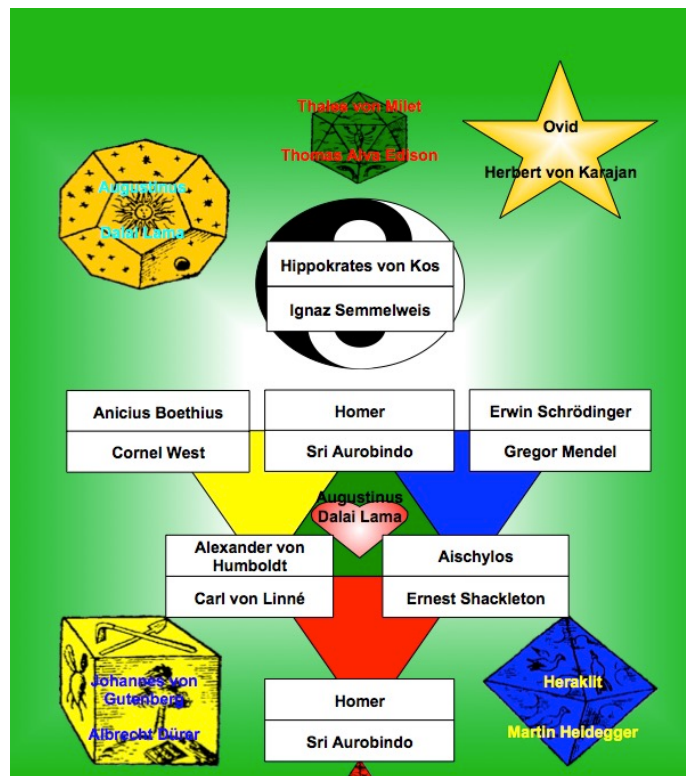 Thales von Milet
Thomas Alva Edison
Ovid
Herbert von Karajan
Augustinus
Dalai Lama
Hippokrates von Kos
Ignaz Semmelweis
Anicius Boethius
Cornel West
Homer
Sri Aurobindo
Erwin Schrödinger
Gregor Mendel
Augustinus
Dalai Lama
Alexander von
Humboldt
Carl von Linné
Aischylos
Ernest Shackleton
Johannes von
Gutenberg
Albrecht Dürer
Homer
Sri Aurobindo
Heraklit
Martin Heidegger